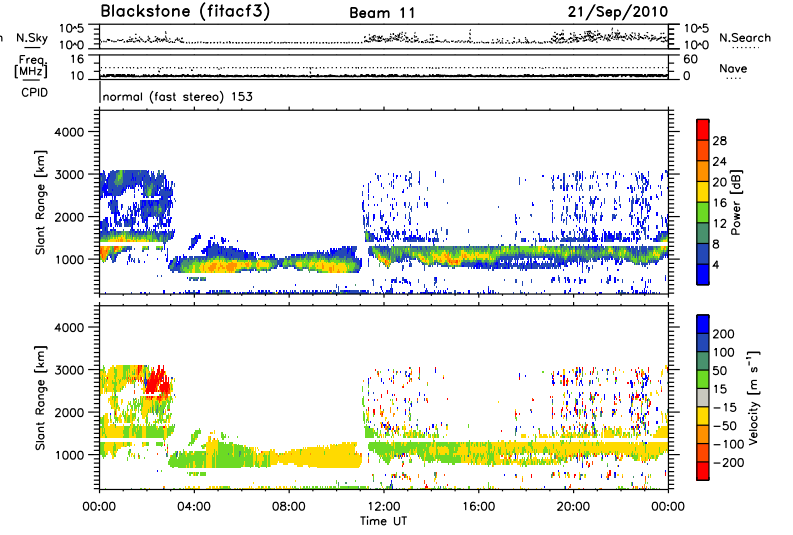 Blackstone (fitacf3) Beam 11 21/Sep/2010
N.Sky 10^5 10^5 N.Search
10^0 10^0
Freq. 16 60
[MHz] 10 0 Nave
CPID normal (fast stereo) 153
Slant Range [km]
4000
3000
2000
1000
28
24
20
16
12
8
4
Power [dB]
Slant Range [km]
4000
3000
2000
1000
200
100
50
15
-15
-50
-100
-200
Velocity [m s⁻¹]
00:00 04:00 08:00 12:00 16:00 20:00 00:00
Time UT